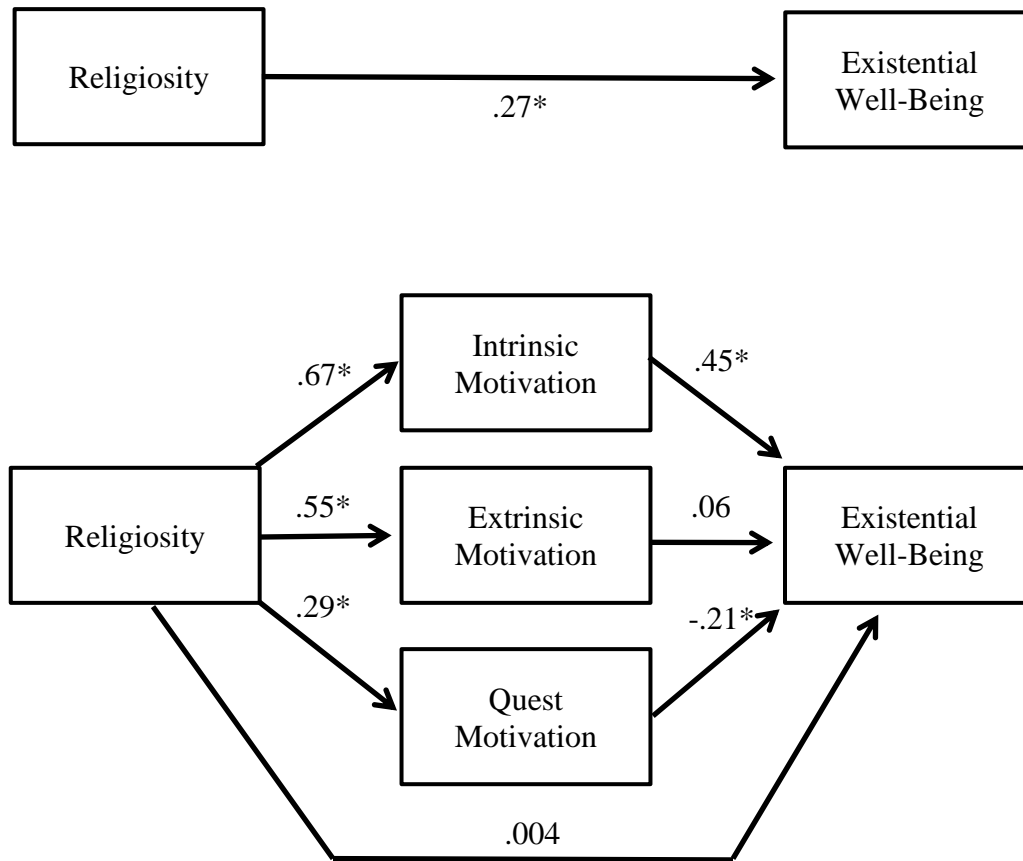 Religiosity
Existential
Well-Being
.27*
Intrinsic
Motivation
.67*
.45*
Religiosity
.55*
Extrinsic
Motivation
.06
Existential
Well-Being
.29*
-.21*
Quest
Motivation
.004